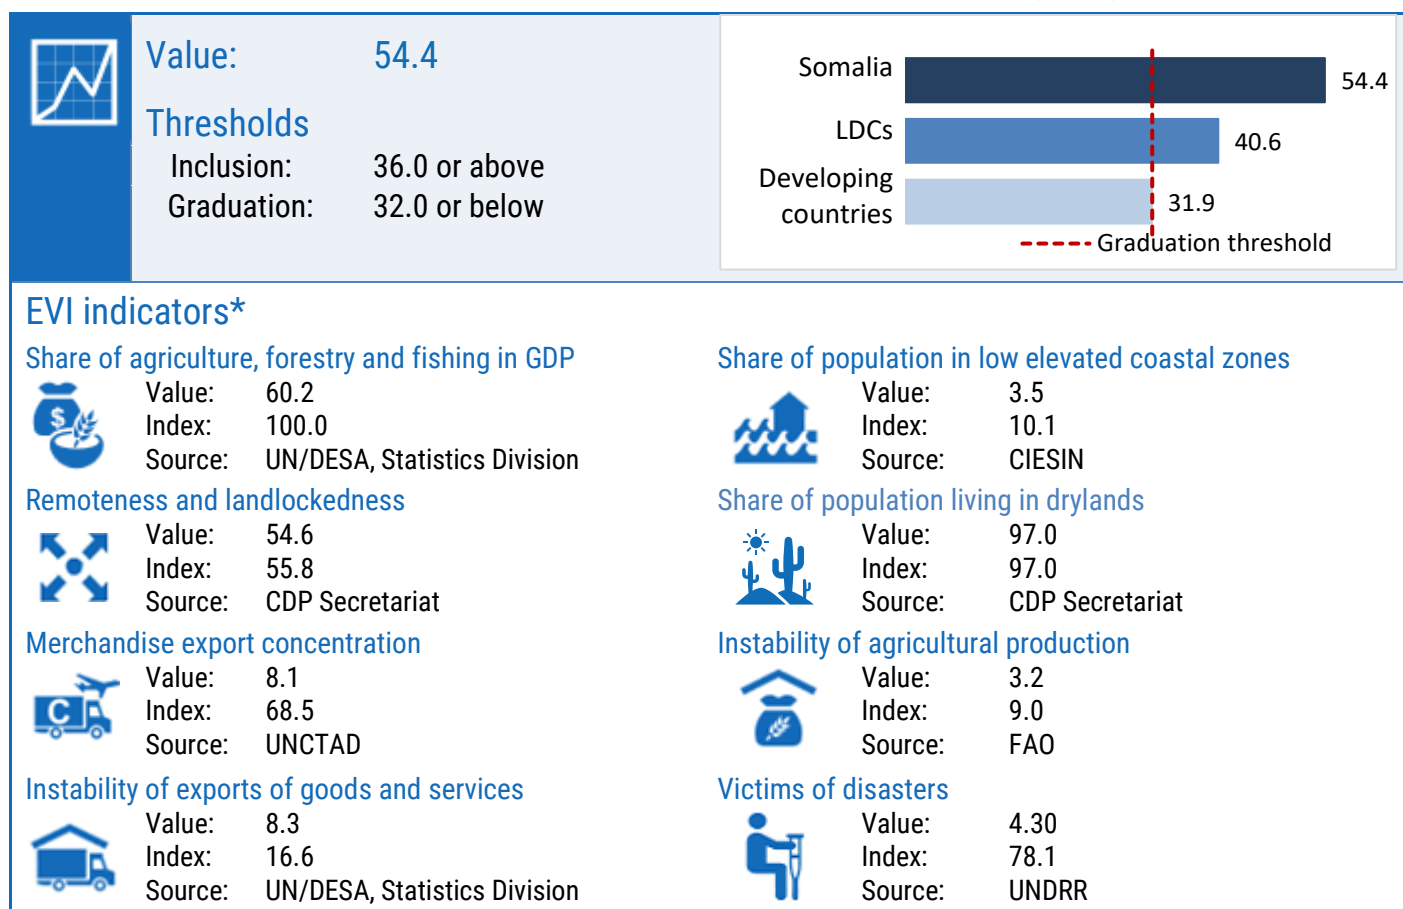 Value: 54.4
Thresholds
Inclusion: 36.0 or above
Graduation: 32.0 or below
Somalia 54.4
LDCs 40.6
Developing
countries 31.9
Graduation threshold
EVI indicators*
Share of agriculture, forestry and fishing in GDP
Value: 60.2
Index: 100.0
Source: UN/DESA, Statistics Division
Share of population in low elevated coastal zones
Value: 3.5
Index: 10.1
Source: CIESIN
Remoteness and landlockedness
Value: 54.6
Index: 55.8
Source: CDP Secretariat
Share of population living in drylands
Value: 97.0
Index: 97.0
Source: CDP Secretariat
Merchandise export concentration
C
Value: 8.1
Index: 68.5
Source: UNCTAD
Instability of agricultural production
Value: 3.2
Index: 9.0
Source: FAO
Instability of exports of goods and services
Value: 8.3
Index: 16.6
Source: UN/DESA, Statistics Division
Victims of disasters
Value: 4.30
Index: 78.1
Source: UNDRR